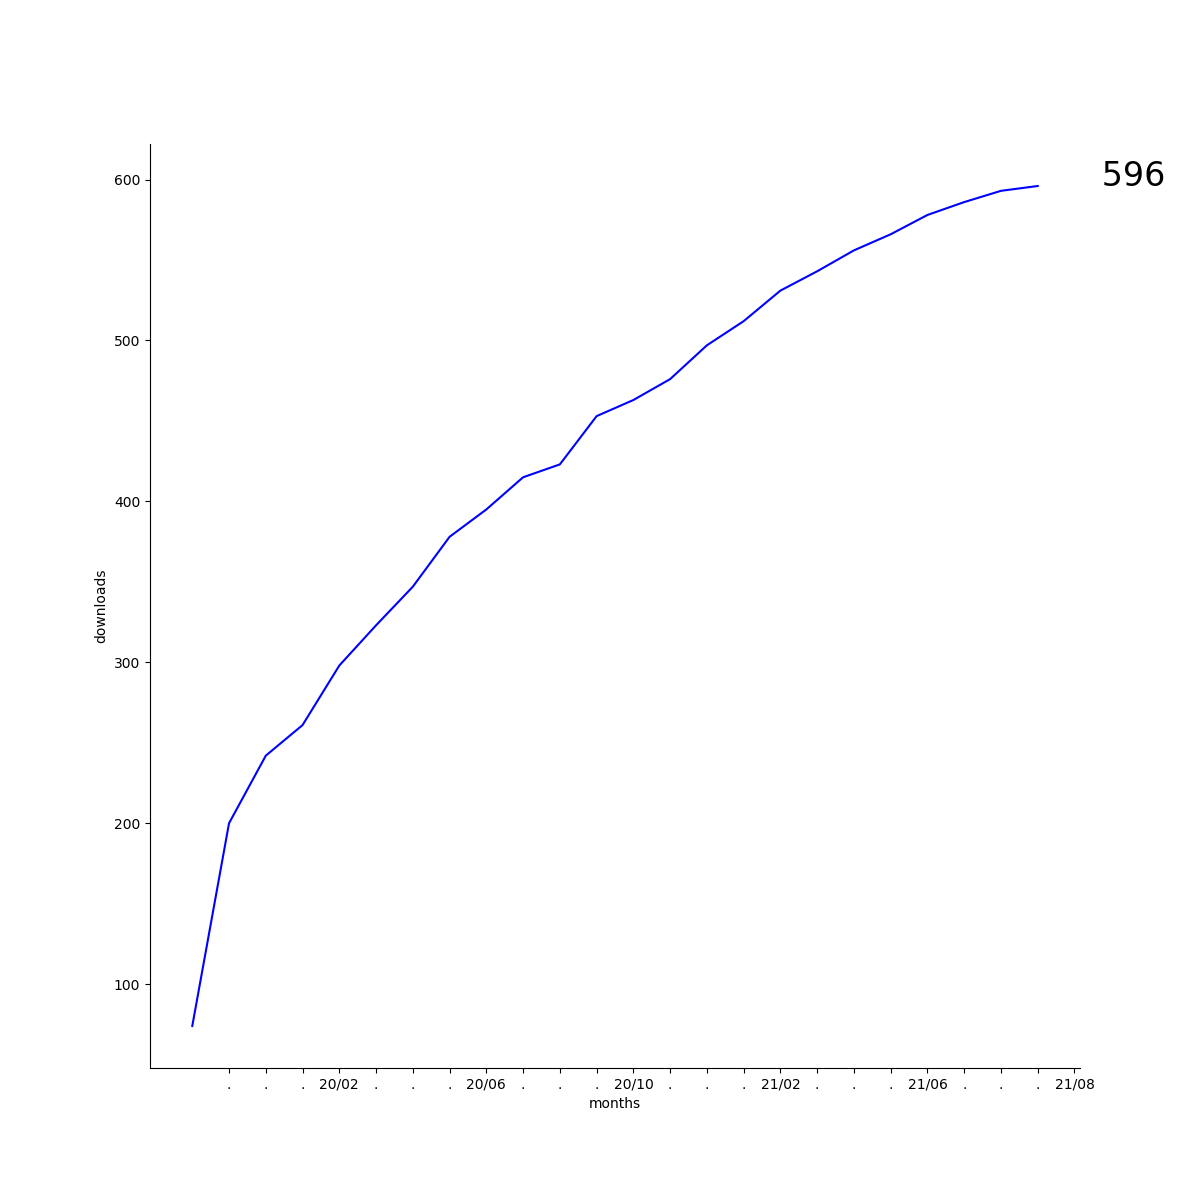 596
600
500
400
300
200
100
downloads
. . . 20/02 . . . 20/06 . . . 20/10 . . . 21/02 . . . 21/06 . . . 21/08
months